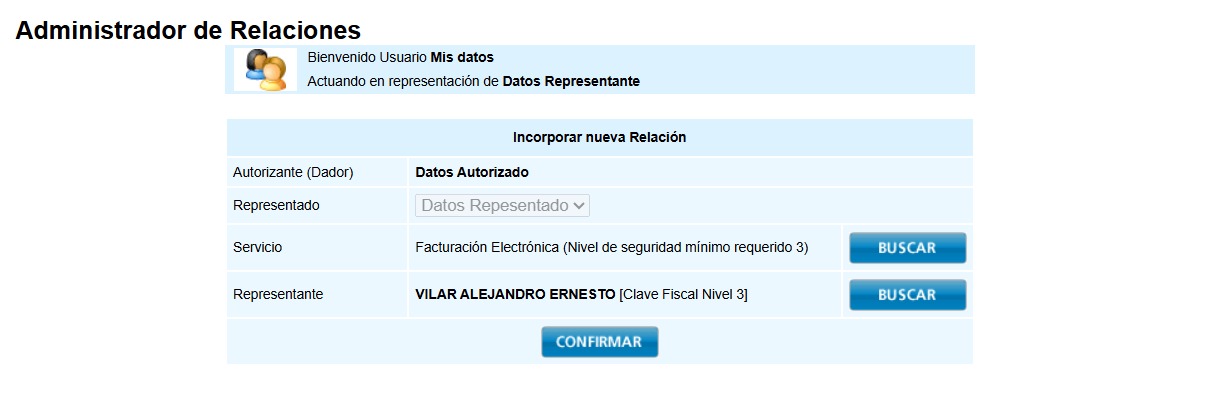 Administrador de Relaciones
Bienvenido Usuario Mis datos
Actuando en representación de Datos Representante
Incorporar nueva Relación
Autorizante (Dador) Datos Autorizado
Representado Datos Repesentado
Servicio Facturación Electrónica (Nivel de seguridad mínimo requerido 3) BUSCAR
Representante VILAR ALEJANDRO ERNESTO [Clave Fiscal Nivel 3] BUSCAR
CONFIRMAR